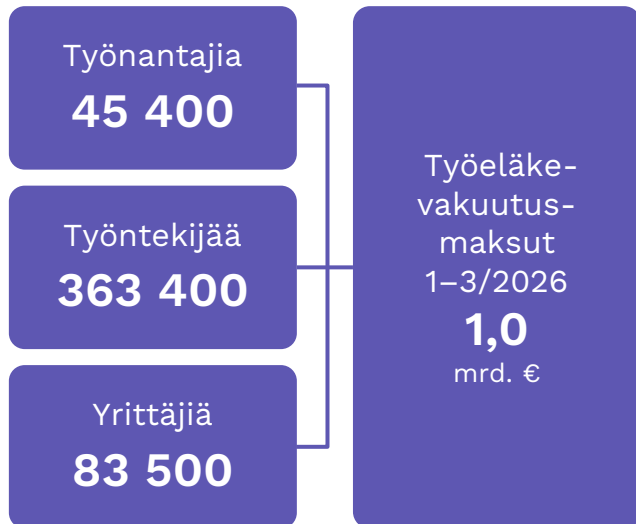 Työnantajia
45 400
Työntekijää
363 400
Yrittäjiä
83 500
Työeläke-
vakuutus-
maksut
1–3/2026
1,0
mrd. €